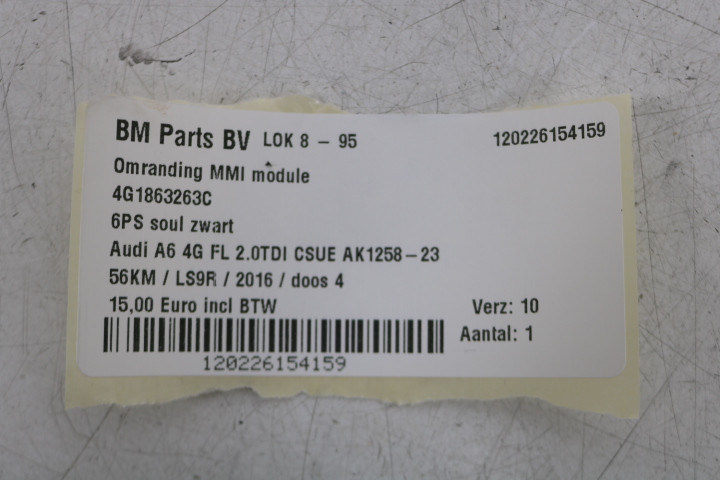 BM Parts BV LOK 8 - 95 120226154159
Omranding MMI module
4G1863263C
6PS soul zwart
Audi A6 4G FL 2.0TDI CSUE AK1258-23
56KM / LS9R / 2016 / doos 4
15,00 Euro incl BTW Verz: 10
Aantal: 1
120226154159